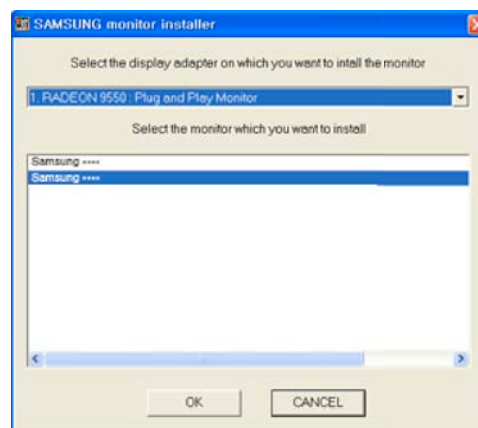 SAMSUNG monitor installer
Select the display adapter on which you want to intall the monitor
1. RADEON 9550 : Plug and Play Monitor
Select the monitor which you want to install
Samsung ****
Samsung ****
OK
CANCEL